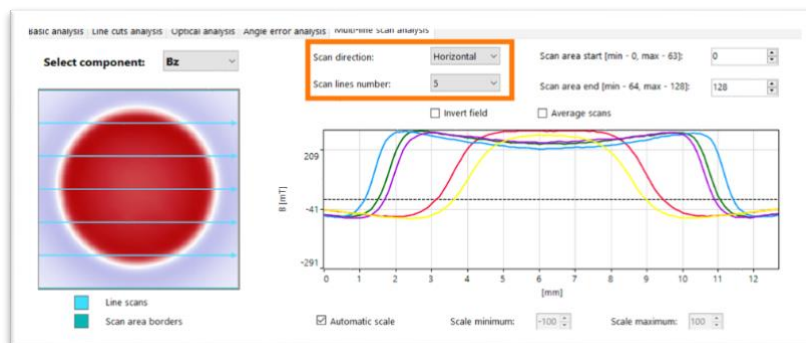 Basic analysis Line cuts analysis Optical analysis Angle error analysis Multi-line scan analysis
Select component: Bz
Scan direction: Horizontal
Scan area start [min - 0, max - 63]: 0
Scan lines number: 5
Scan area end [min - 64, max - 128]: 128
Invert field
Average scans
209
-41
-291
B [mT]
0 1 2 3 4 5 6 7 8 9 10 11 12
[mm]
Line scans
Scan area borders
Automatic scale
Scale minimum: -100
Scale maximum: 100